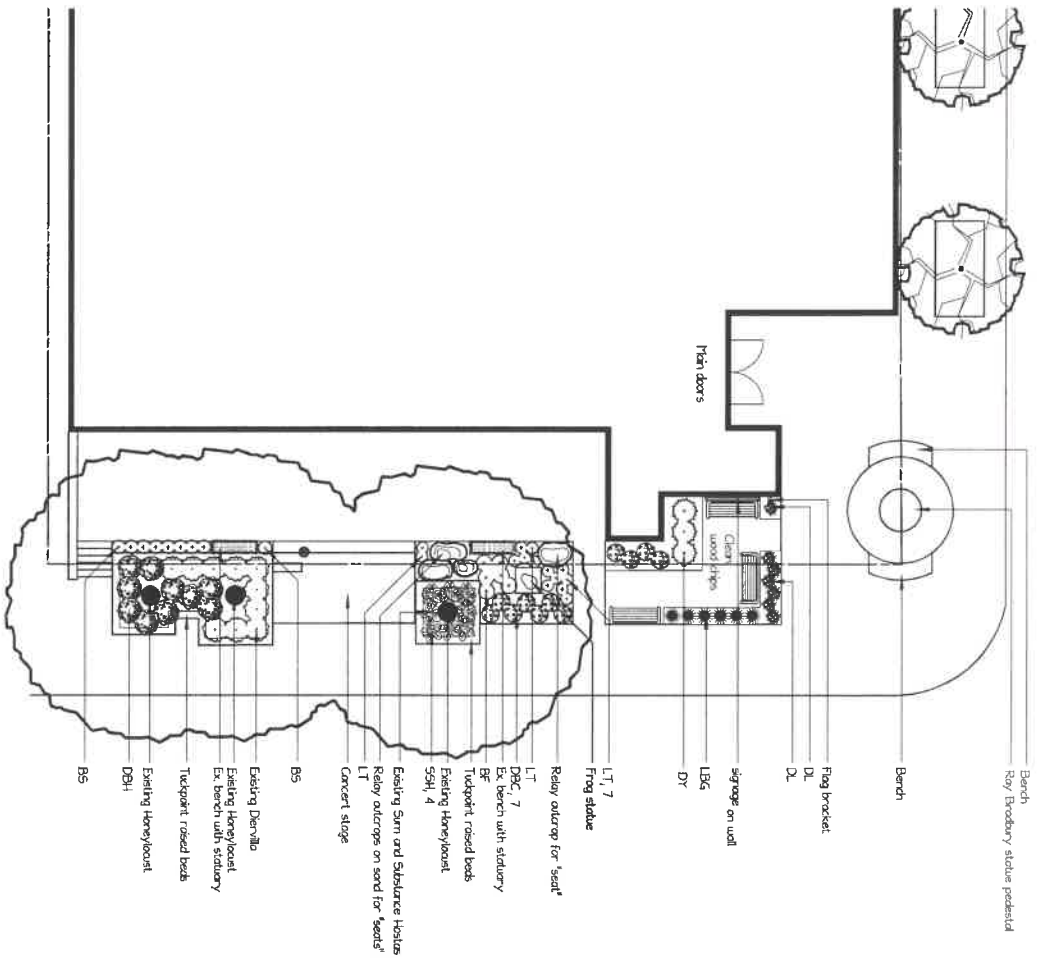 Bench
Ray Bradbury statue pedestal
Bench
Flag bracket
DL
DL
signage on wall
LBG
DY
LT, 7
Frog statue
Relay outcrop for "seat"
LT
DBC, 7
Ex. bench with statuary
BF
Tuckpoint raised beds
Existing Honeylocust
SSH, 4
Existing Sum and Substance Hostas
Relay outcrops on sand for "seats"
LT
Concert stage
BS
Existing Diervilla
Existing Honeylocust
Ex. bench with statuary
Tuckpoint raised beds
Existing Honeylocust
DBH
BS
Main doors
Clean
wood chips